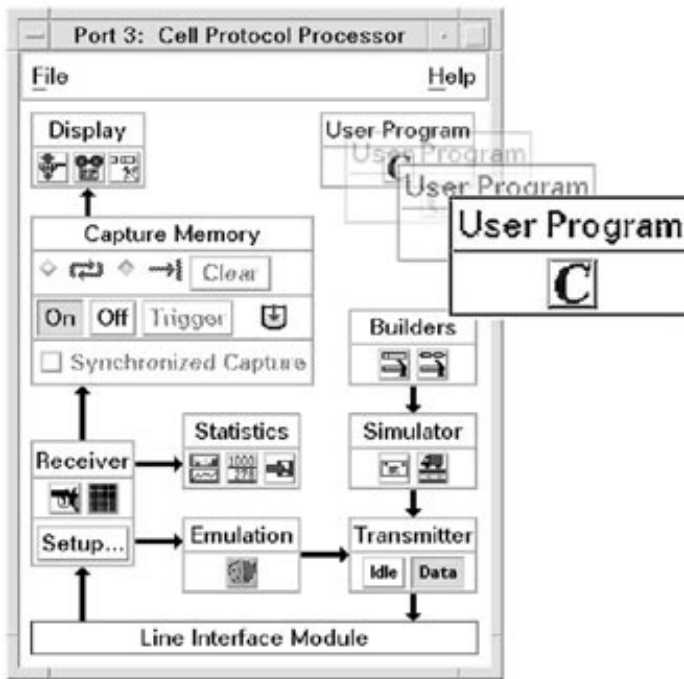 Port 3: Cell Protocol Processor
File
Help
Display
User Program
C
User Program
User Program
User Program
C
Capture Memory
Clear
On
Off
Trigger
Synchronized Capture
Builders
Statistics
Simulator
Receiver
Setup...
Emulation
Transmitter
Idle
Data
Line Interface Module